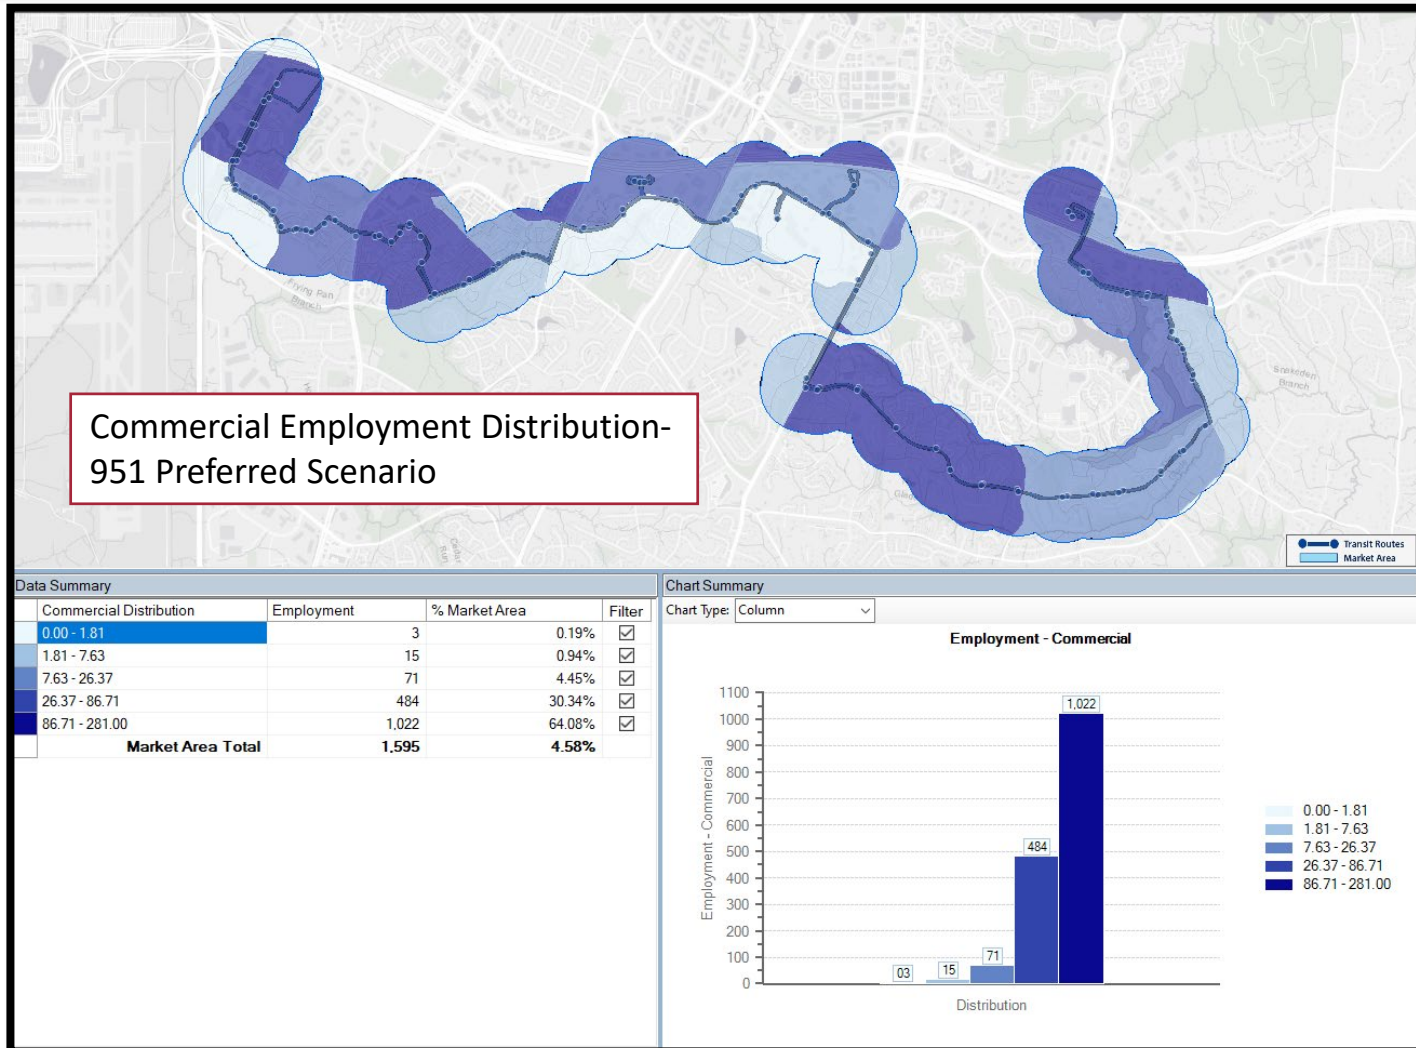 Flying Pan
Branch
Snakeden
Branch
Commercial Employment Distribution-
951 Preferred Scenario
Transit Routes
Market Area
Data Summary
Commercial Distribution Employment % Market Area Filter
0.00 - 1.81 3 0.19%
1.81 - 7.63 15 0.94%
7.63 - 26.37 71 4.45%
26.37 - 86.71 484 30.34%
86.71 - 281.00 1,022 64.08%
Market Area Total 1,595 4.58%
Chart Summary
Chart Type: Column
Employment - Commercial
Employment - Commercial
1100
1000
900
800
700
600
500
400
300
200
100
0
03
15
71
484
1,022
Distribution
0.00 - 1.81
1.81 - 7.63
7.63 - 26.37
26.37 - 86.71
86.71 - 281.00